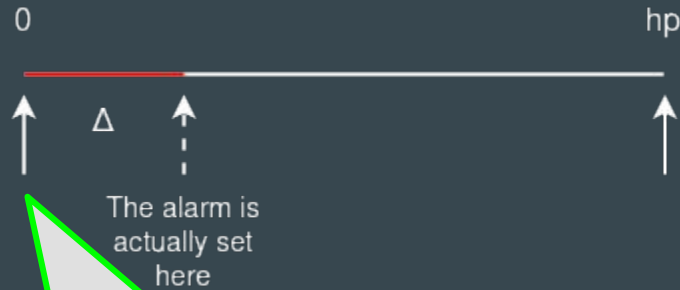 0
hp
Δ
The alarm is
actually set
here